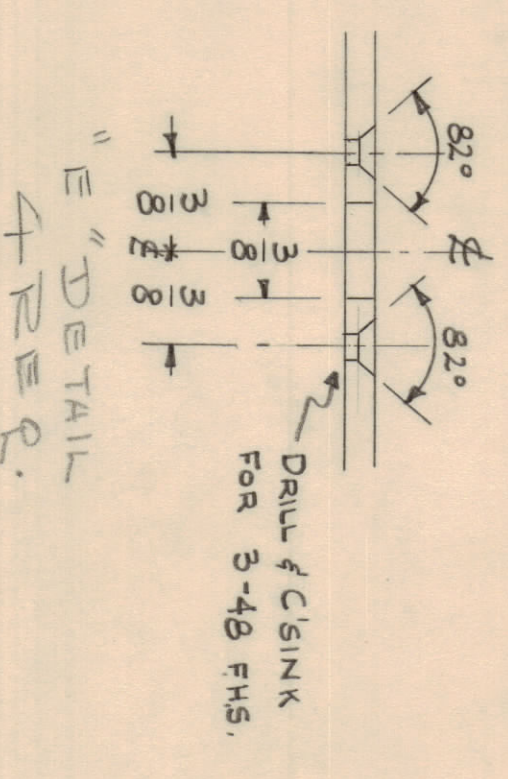 82° 82°
℄
3/8
3/8 ℄ 3/8
DRILL & C'SINK
FOR 3-48 F.H.S.
"E" DETAIL
4 REQ.